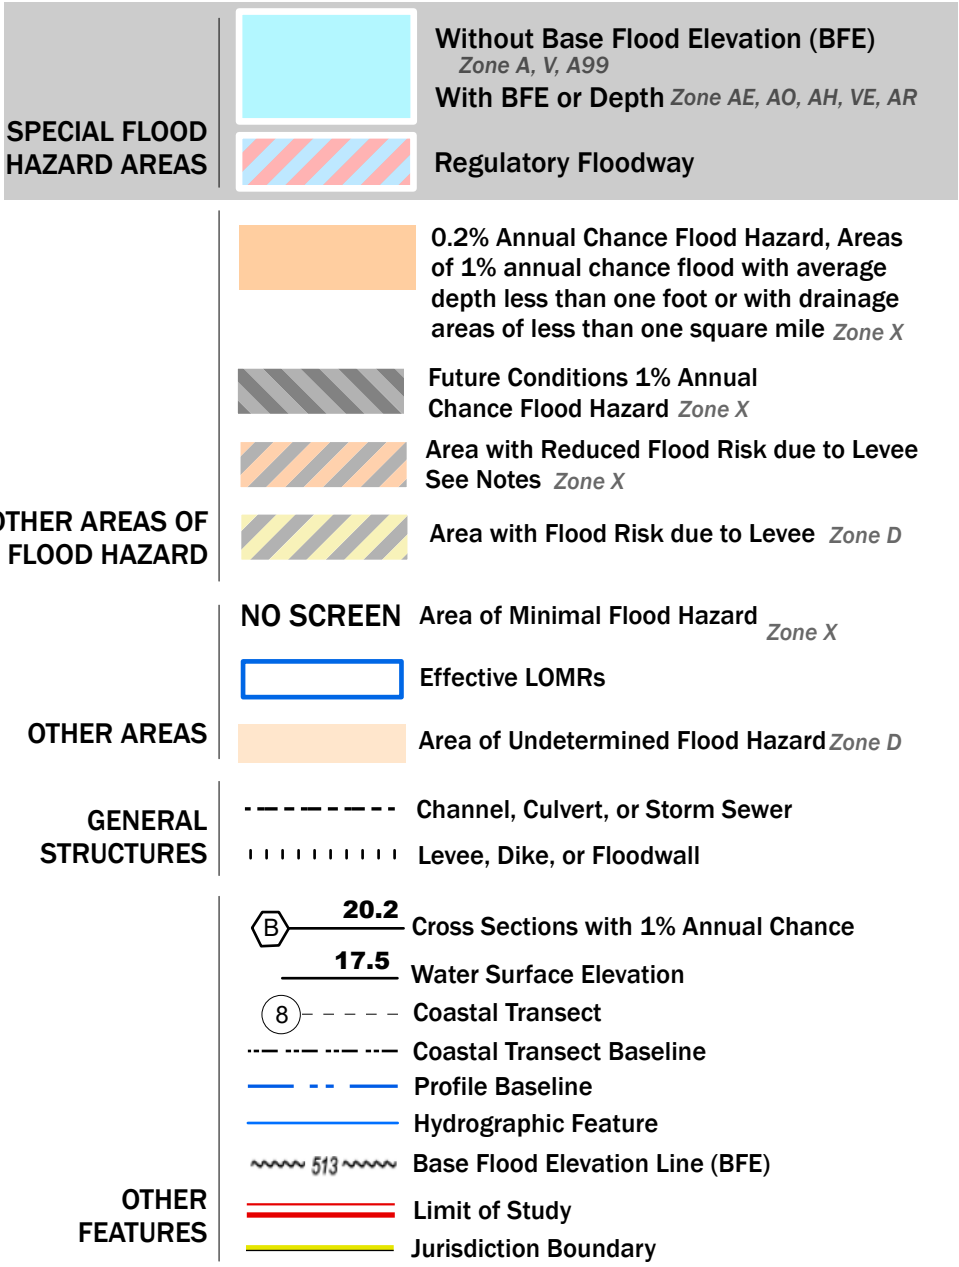 SPECIAL FLOOD
HAZARD AREAS
Without Base Flood Elevation (BFE)
Zone A, V, A99
With BFE or Depth Zone AE, AO, AH, VE, AR
Regulatory Floodway
OTHER AREAS OF
FLOOD HAZARD
0.2% Annual Chance Flood Hazard, Areas
of 1% annual chance flood with average
depth less than one foot or with drainage
areas of less than one square mile Zone X
Future Conditions 1% Annual
Chance Flood Hazard Zone X
Area with Reduced Flood Risk due to Levee
See Notes Zone X
Area with Flood Risk due to Levee Zone D
OTHER AREAS
NO SCREEN Area of Minimal Flood Hazard Zone X
Effective LOMRs
Area of Undetermined Flood Hazard Zone D
GENERAL
STRUCTURES
Channel, Culvert, or Storm Sewer
Levee, Dike, or Floodwall
OTHER
FEATURES
B 20.2 Cross Sections with 1% Annual Chance
17.5 Water Surface Elevation
8 Coastal Transect
Coastal Transect Baseline
Profile Baseline
Hydrographic Feature
513 Base Flood Elevation Line (BFE)
Limit of Study
Jurisdiction Boundary